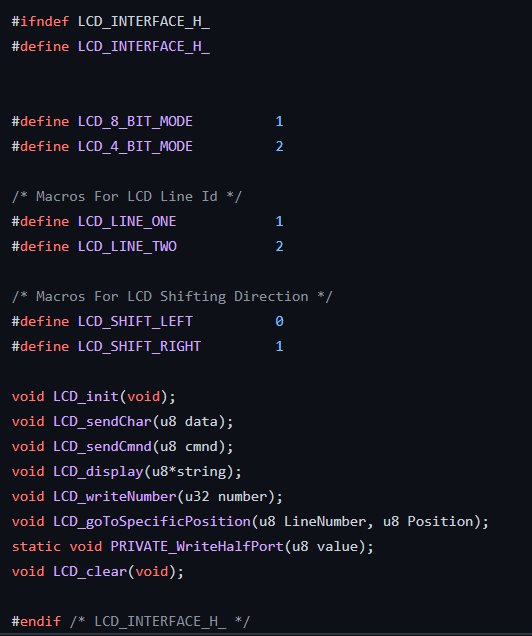 #ifndef LCD_INTERFACE_H_
#define LCD_INTERFACE_H_
#define LCD_8_BIT_MODE 1
#define LCD_4_BIT_MODE 2
/* Macros For LCD Line Id */
#define LCD_LINE_ONE 1
#define LCD_LINE_TWO 2
/* Macros For LCD Shifting Direction */
#define LCD_SHIFT_LEFT 0
#define LCD_SHIFT_RIGHT 1
void LCD_init(void);
void LCD_sendChar(u8 data);
void LCD_sendCmnd(u8 cmnd);
void LCD_display(u8*string);
void LCD_writeNumber(u32 number);
void LCD_goToSpecificPosition(u8 LineNumber, u8 Position);
static void PRIVATE_WriteHalfPort(u8 value);
void LCD_clear(void);
#endif /* LCD_INTERFACE_H_ */